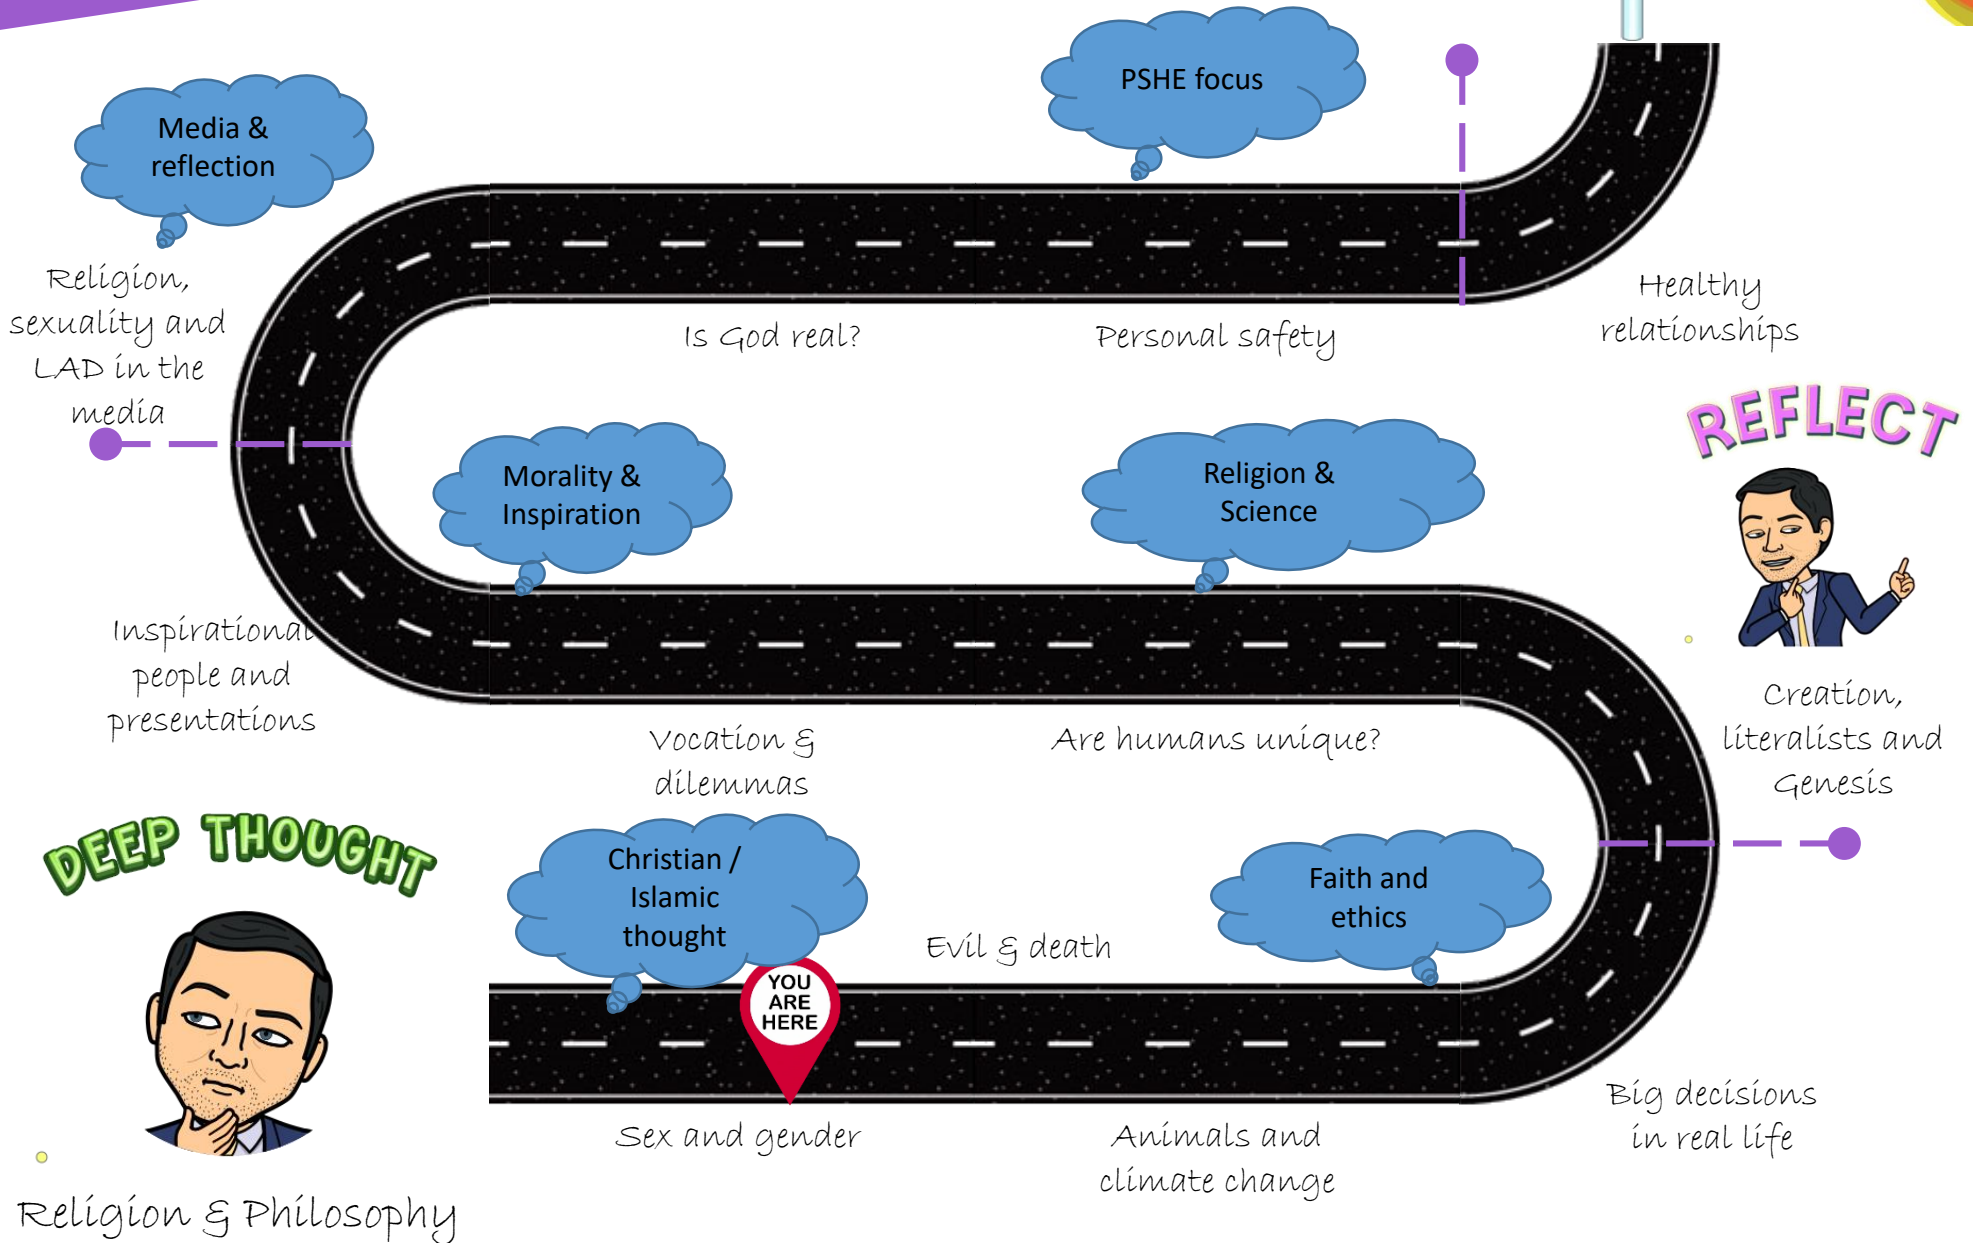 PSHE focus
Media &
reflection
Religion,
sexuality and
LAD in the
media
Is God real?
Personal safety
Healthy
relationships
REFLECT
Morality &
Inspiration
Religion &
Science
Inspirational
people and
presentations
Vocation &
dilemmas
Are humans unique?
Creation,
literalists and
Genesis
DEEP THOUGHT
Christian /
Islamic
thought
Faith and
ethics
Evil & death
YOU
ARE
HERE
Sex and gender
Animals and
climate change
Big decisions
in real life
Religion & Philosophy